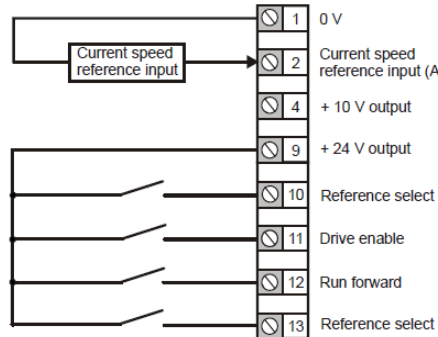 1 0 V
Current speed
reference input
2 Current speed
reference input (A
4 + 10 V output
9 + 24 V output
10 Reference select
11 Drive enable
12 Run forward
13 Reference select